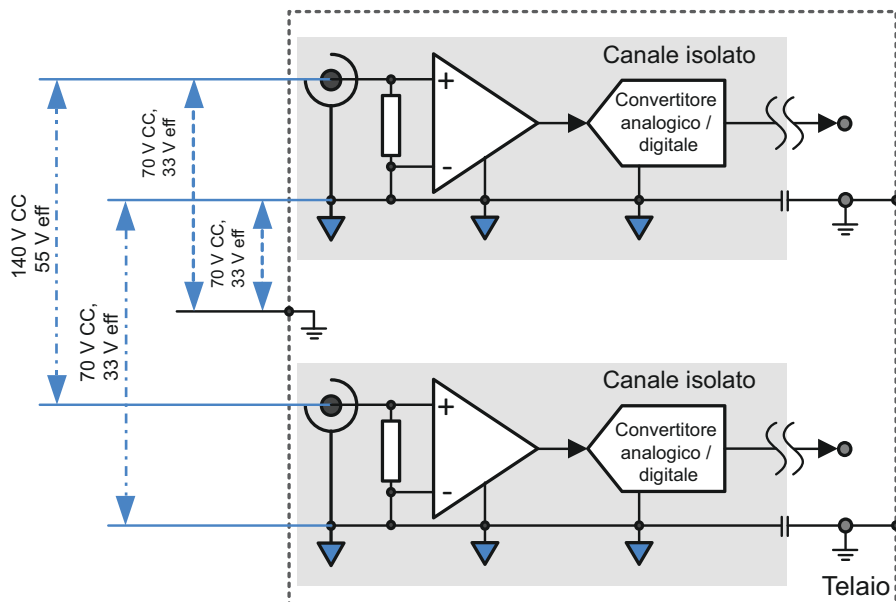 Canale isolato
Convertitore
analogico /
digitale
+
-
70 V CC,
33 V eff
140 V CC
55 V eff
70 V CC,
33 V eff
70 V CC,
33 V eff
Canale isolato
Convertitore
analogico /
digitale
+
-
Telaio